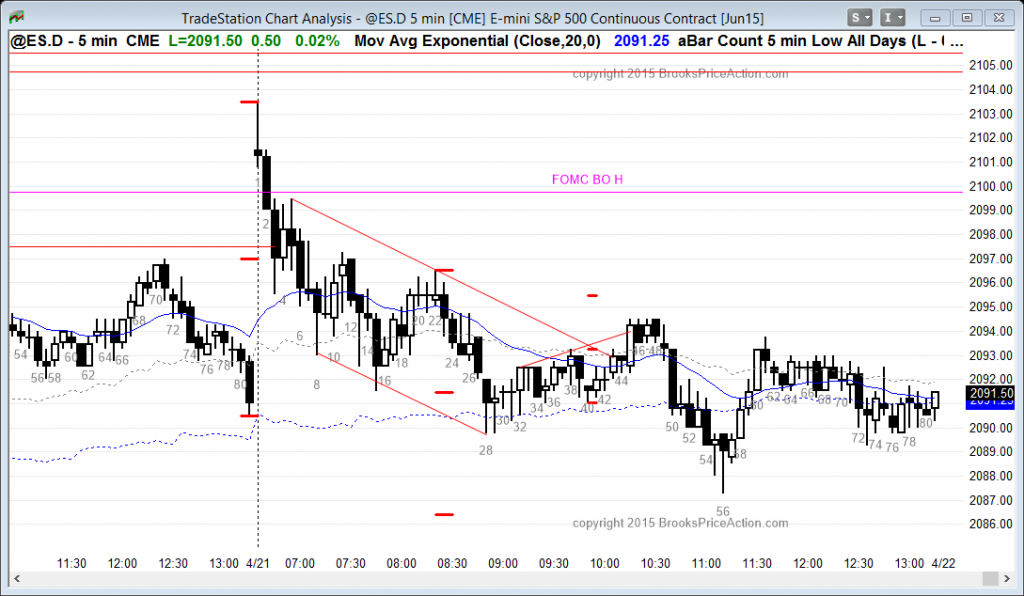 TradeStation Chart Analysis - @ES.D 5 min [CME] E-mini S&P 500 Continuous Contract [Jun15]
S I
@ES.D - 5 min CME L=2091.50 0.50 0.02% Mov Avg Exponential (Close,20,0) 2091.25 aBar Count 5 min Low All Days (L - ...
2105.00
copyright 2015 BrooksPriceAction.com
2104.00
2103.00
2102.00
2101.00
FOMC BO H
2100.00
2099.00
2098.00
2097.00
2096.00
2095.00
2094.00
2093.00
2092.00
2091.50
2091.25
2090.00
2089.00
2088.00
2087.00
2086.00
54 56 58 60 62 64 66 68 70 72 74 76 78 80
2 4 6 8 10 12 14 16 18 20 22 24 26 28 30 32 34 36 38 40 42 44 46 48 50 52 54 56 58 60 62 64 66 68 70 72 74 76 78 80
copyright 2015 BrooksPriceAction.com
11:30 12:00 12:30 13:00 4/21 07:00 07:30 08:00 08:30 09:00 09:30 10:00 10:30 11:00 11:30 12:00 12:30 13:00 4/22